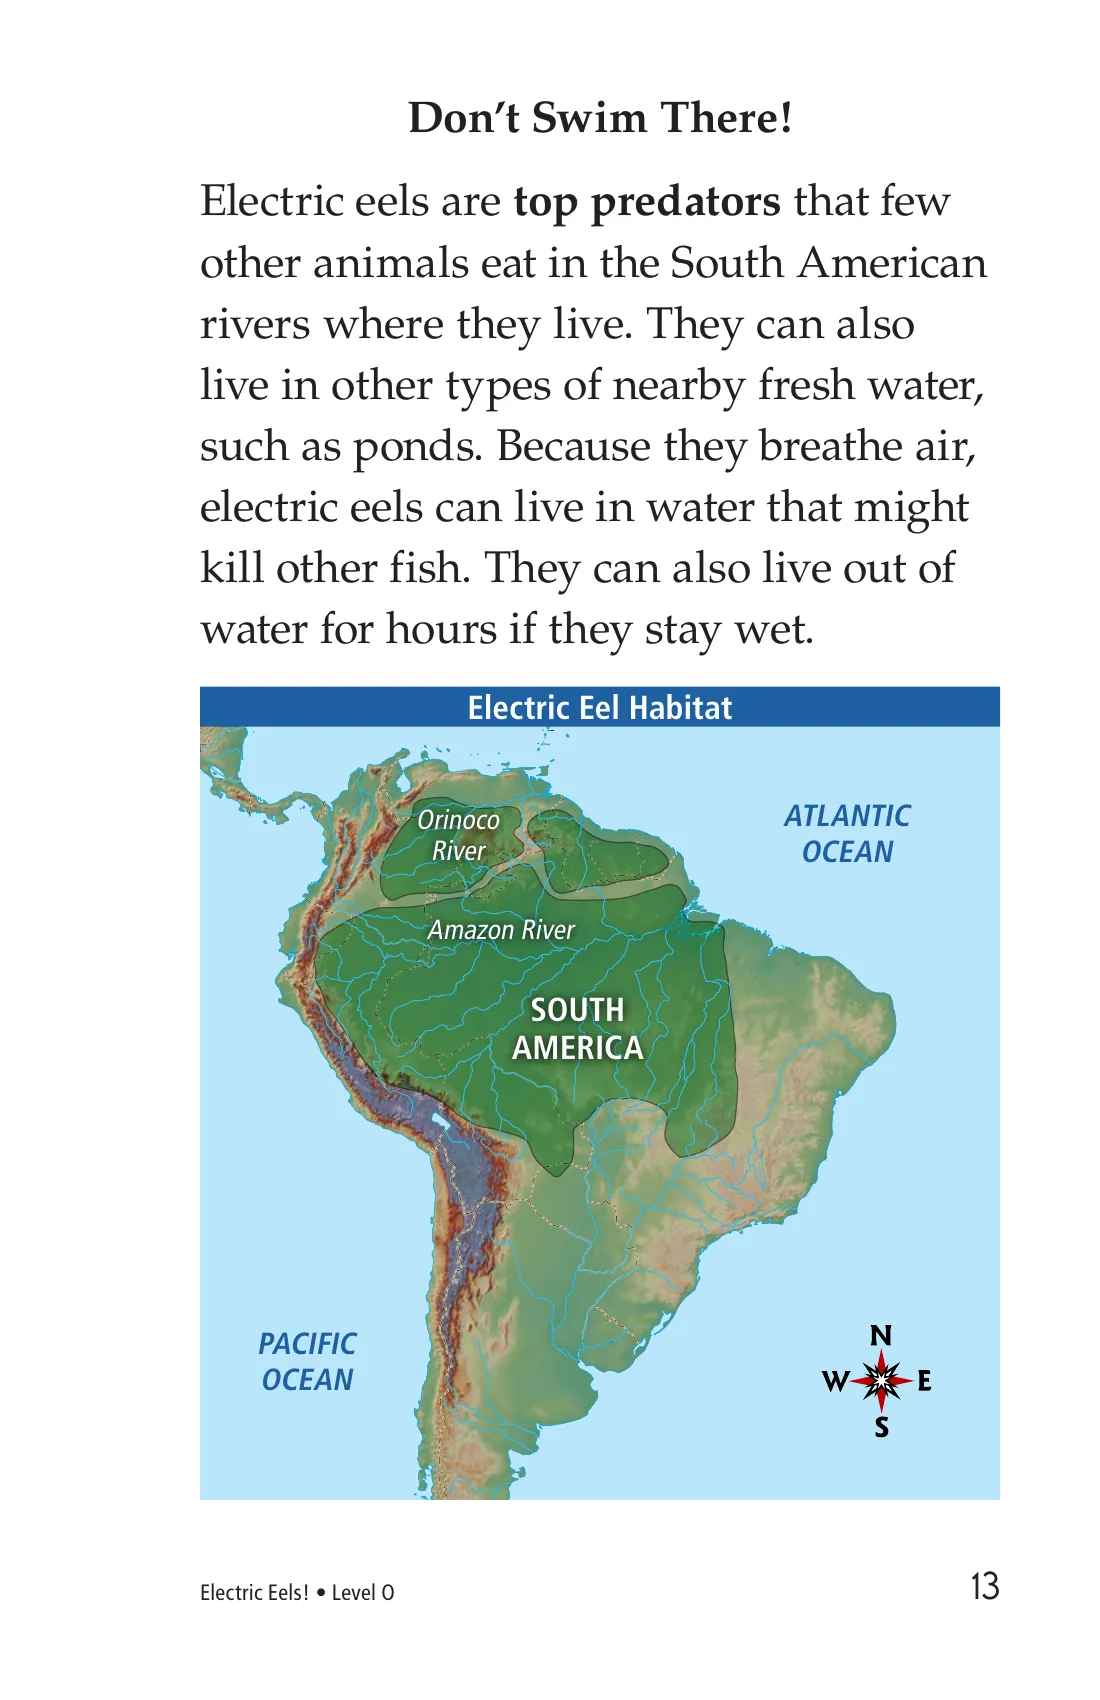 Don’t Swim There!
Electric eels are top predators that few
other animals eat in the South American
rivers where they live. They can also
live in other types of nearby fresh water,
such as ponds. Because they breathe air,
electric eels can live in water that might
kill other fish. They can also live out of
water for hours if they stay wet.
Electric Eel Habitat
Orinoco
River
ATLANTIC
OCEAN
Amazon River
SOUTH
AMERICA
PACIFIC
OCEAN
N
W E
S
Electric Eels! • Level O
13